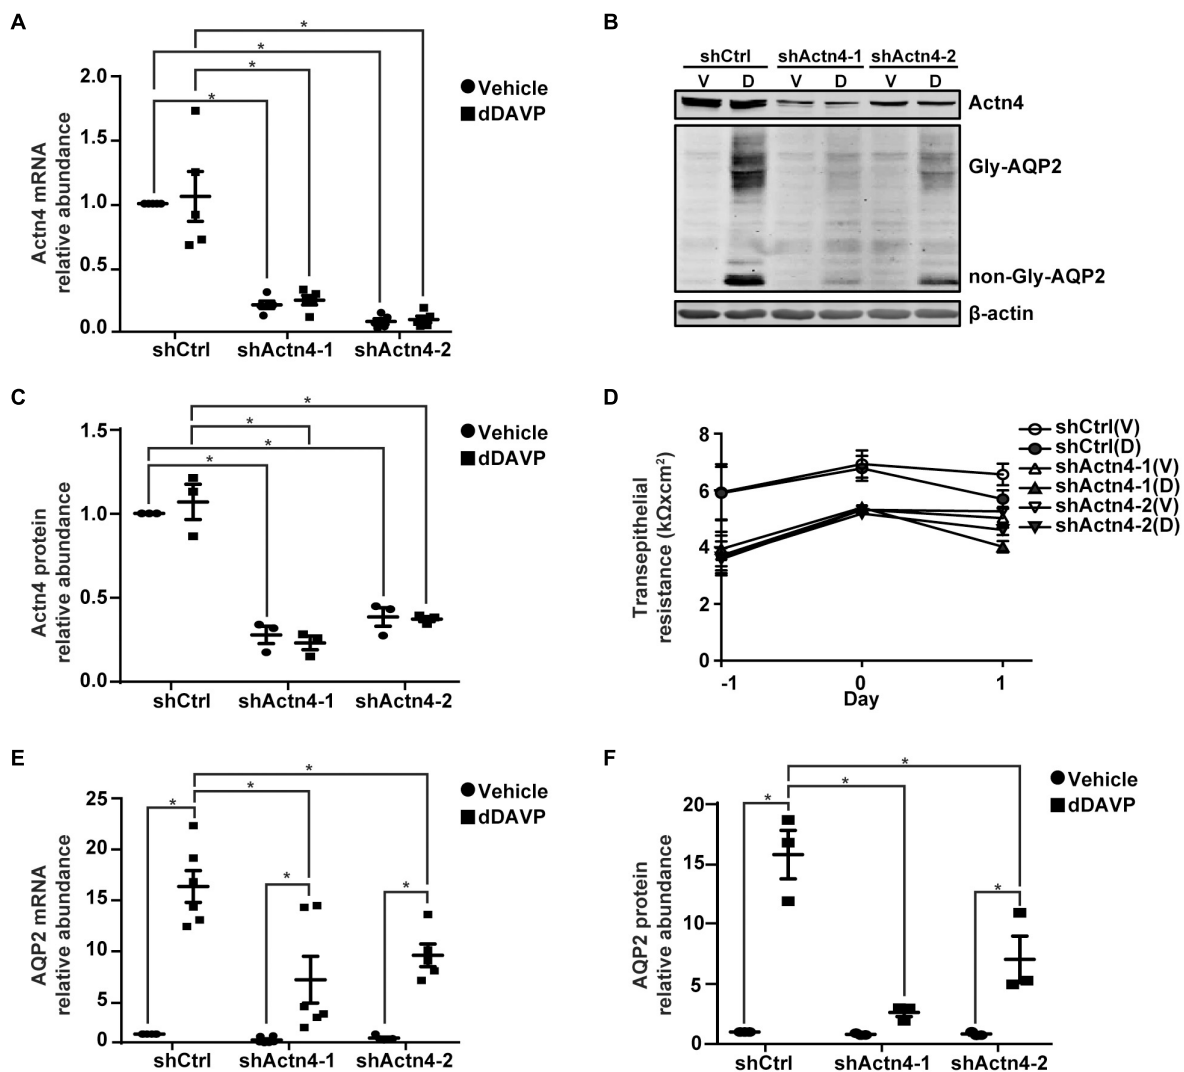 A
*
*
*
*
2.0
1.5
1.0
0.5
0.0
Actn4 mRNA
relative abundance
Vehicle
dDAVP
shCtrl shActn4-1 shActn4-2
B
shCtrl shActn4-1 shActn4-2
V D V D V D
Actn4
Gly-AQP2
non-Gly-AQP2
β-actin
C
*
*
*
*
1.5
1.0
0.5
0.0
Actn4 protein
relative abundance
Vehicle
dDAVP
shCtrl shActn4-1 shActn4-2
D
8
6
4
2
0
Transepithelial
resistance (kΩxcm²)
-1 0 1
Day
shCtrl(V)
shCtrl(D)
shActn4-1(V)
shActn4-1(D)
shActn4-2(V)
shActn4-2(D)
E
*
*
*
*
*
25
20
15
10
5
0
AQP2 mRNA
relative abundance
Vehicle
dDAVP
shCtrl shActn4-1 shActn4-2
F
*
*
*
*
20
15
10
5
0
AQP2 protein
relative abundance
Vehicle
dDAVP
shCtrl shActn4-1 shActn4-2